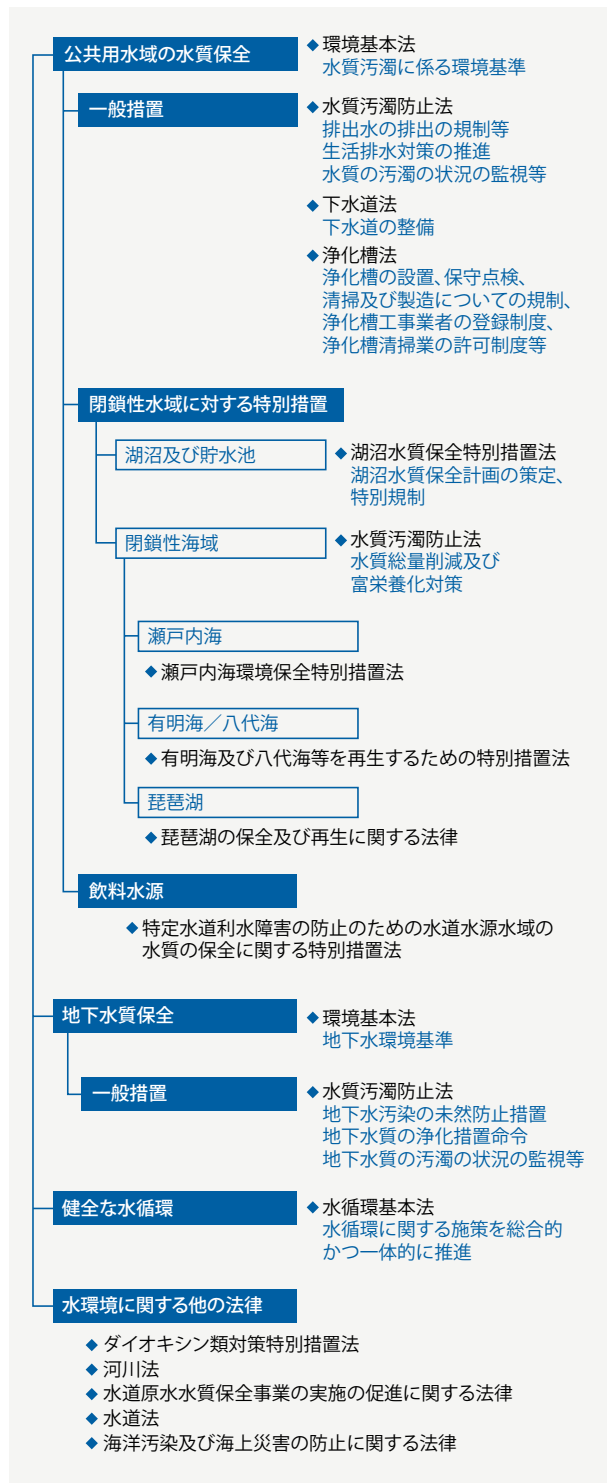 公共用水域の水質保全
◆環境基本法
水質汚濁に係る環境基準
一般措置
◆水質汚濁防止法
排出水の排出の規制等
生活排水対策の推進
水質の汚濁の状況の監視等
◆下水道法
下水道の整備
◆浄化槽法
浄化槽の設置、保守点検、
清掃及び製造についての規制、
浄化槽工事業者の登録制度、
浄化槽清掃業の許可制度等
閉鎖性水域に対する特別措置
湖沼及び貯水池
◆湖沼水質保全特別措置法
湖沼水質保全計画の策定、
特別規制
閉鎖性海域
◆水質汚濁防止法
水質総量削減及び
富栄養化対策
瀬戸内海
◆瀬戸内海環境保全特別措置法
有明海／八代海
◆有明海及び八代海等を再生するための特別措置法
琵琶湖
◆琵琶湖の保全及び再生に関する法律
飲料水源
◆特定水道利水障害の防止のための水道水源水域の
水質の保全に関する特別措置法
地下水質保全
◆環境基本法
地下水環境基準
一般措置
◆水質汚濁防止法
地下水汚染の未然防止措置
地下水質の浄化措置命令
地下水質の汚濁の状況の監視等
健全な水循環
◆水循環基本法
水循環に関する施策を総合的
かつ一体的に推進
水環境に関する他の法律
◆ダイオキシン類対策特別措置法
◆河川法
◆水道原水水質保全事業の実施の促進に関する法律
◆水道法
◆海洋汚染及び海上災害の防止に関する法律